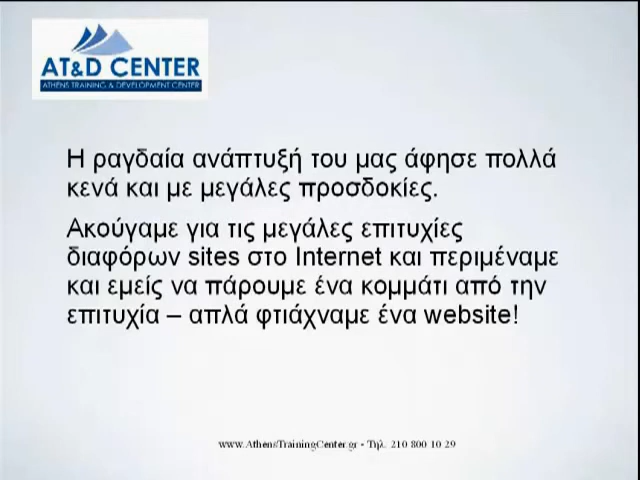 AT&D CENTER
ATHENS TRAINING & DEVELOPMENT CENTER
Η ραγδαία ανάπτυξή του μας άφησε πολλά
κενά και με μεγάλες προσδοκίες.
Ακούγαμε για τις μεγάλες επιτυχίες
διαφόρων sites στο Internet και περιμέναμε
και εμείς να πάρουμε ένα κομμάτι από την
επιτυχία – απλά φτιάχναμε ένα website!
www.AthensTrainingCenter.gr - Τηλ. 210 800 10 29